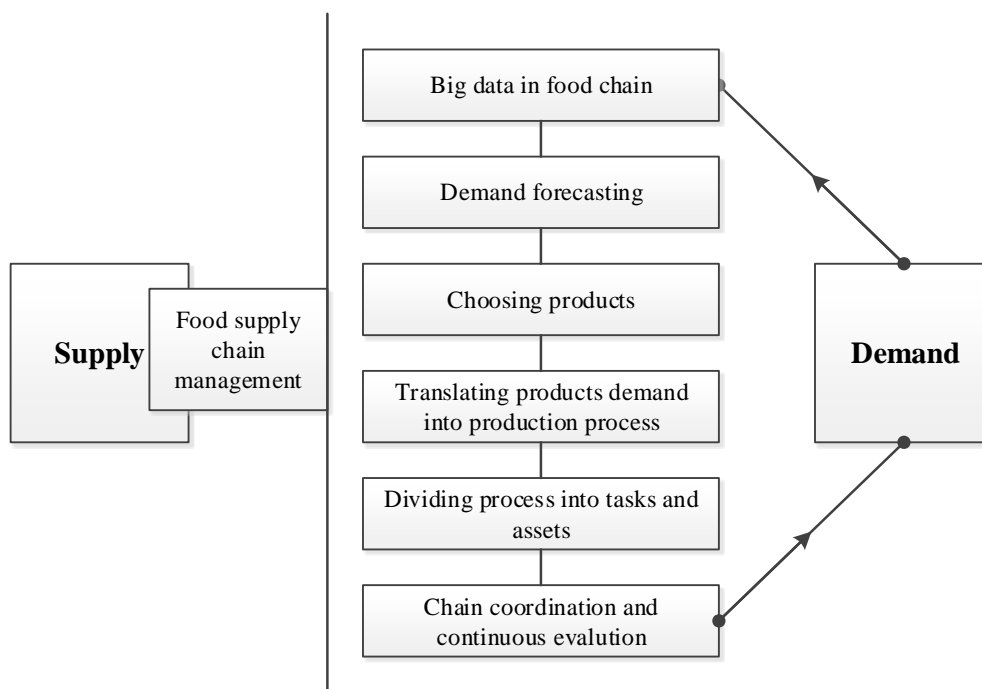 Big data in food chain
Demand forecasting
Choosing products
Supply
Food supply
chain
management
Demand
Translating products demand
into production process
Dividing process into tasks and
assets
Chain coordination and
continuous evalution